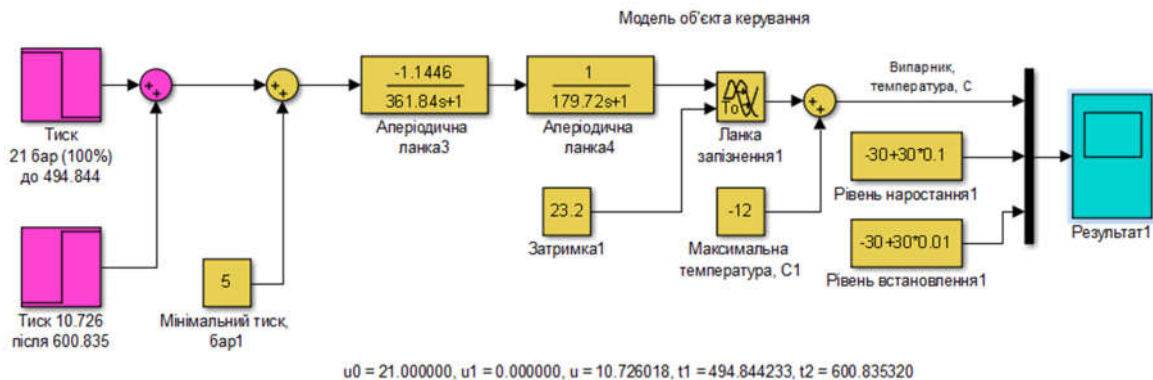 Модель об'єкта керування
Тиск
21 бар (100%)
до 494.844
Тиск 10.726
після 600.835
5
Мінімальний тиск,
бар1
-1.1446
361.84s+1
Аперіодична
ланка3
1
179.72s+1
Аперіодична
ланка4
To
Ланка
запізнення1
23.2
Затримка1
-12
Максимальна
температура, С1
Випарник,
температура, С
-30+30*0.1
Рівень наростання1
-30+30*0.01
Рівень встановлення1
Результат1
u0 = 21.000000, u1 = 0.000000, u = 10.726018, t1 = 494.844233, t2 = 600.835320